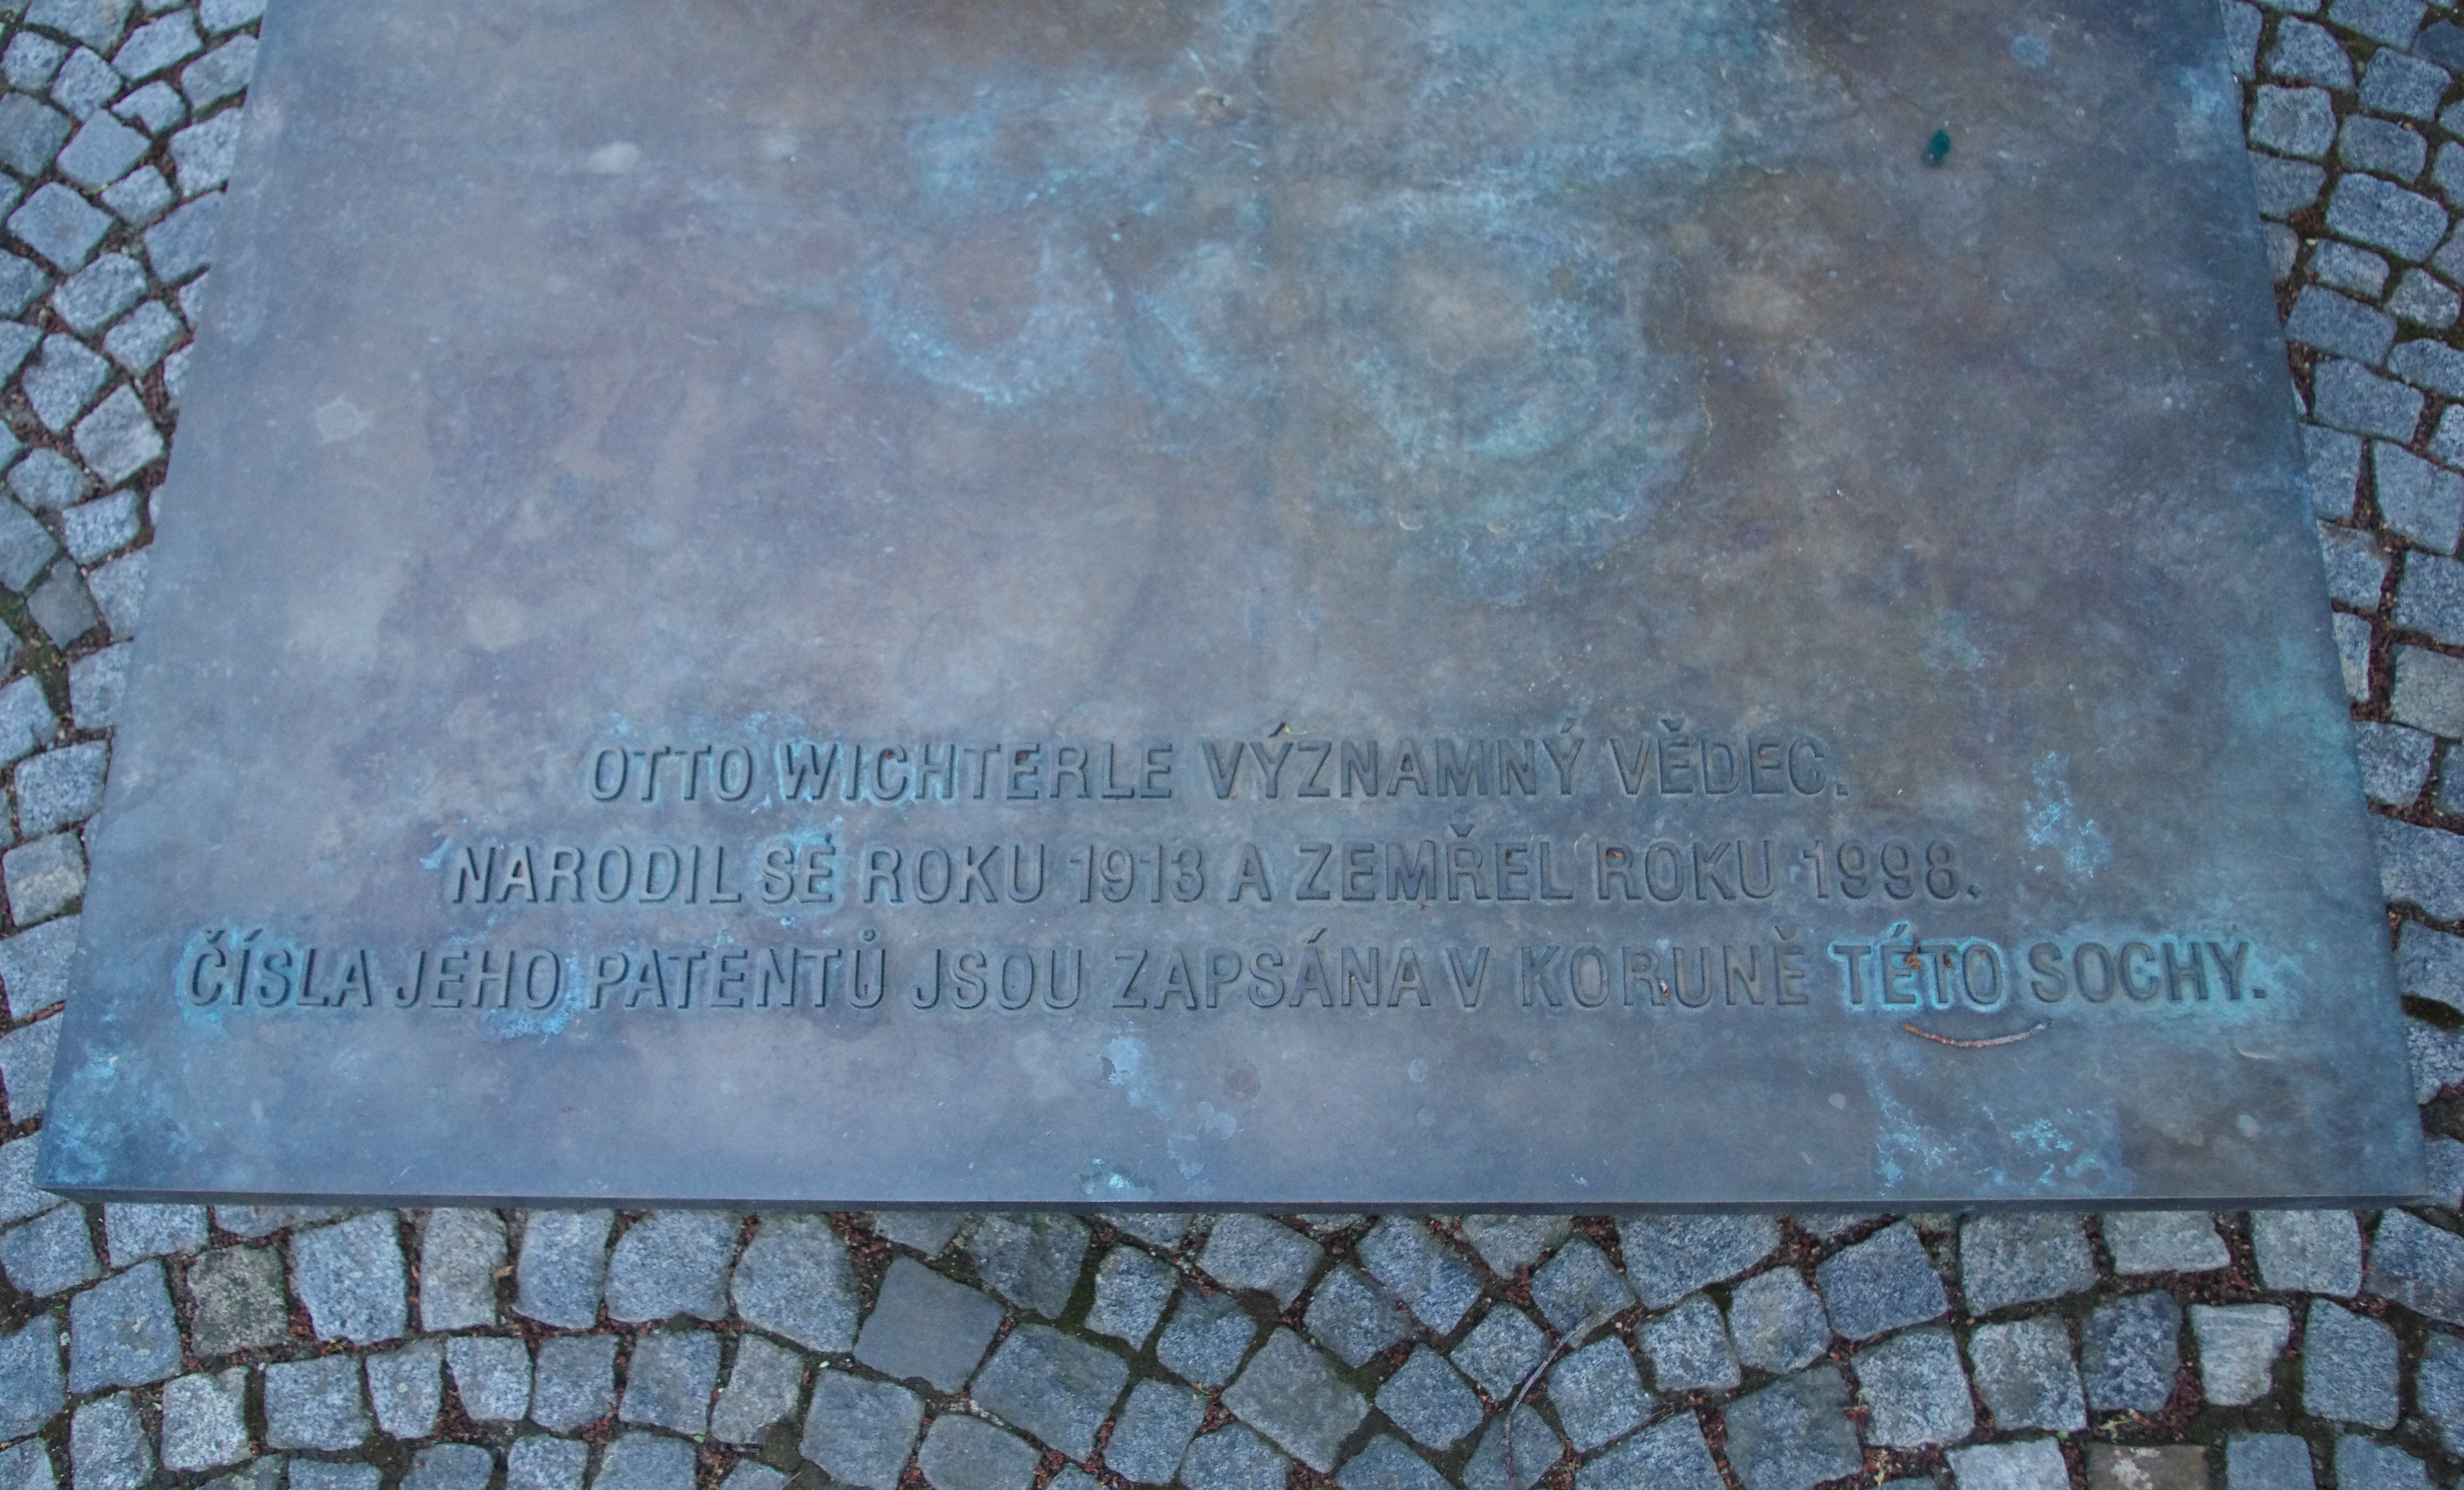 OTTO WICHTERLE VÝZNAMNÝ VĚDEC.
NARODIL SE ROKU 1913 A ZEMŘEL ROKU 1998.
ČÍSLA JEHO PATENTŮ JSOU ZAPSÁNA V KORUNĚ TÉTO SOCHY.